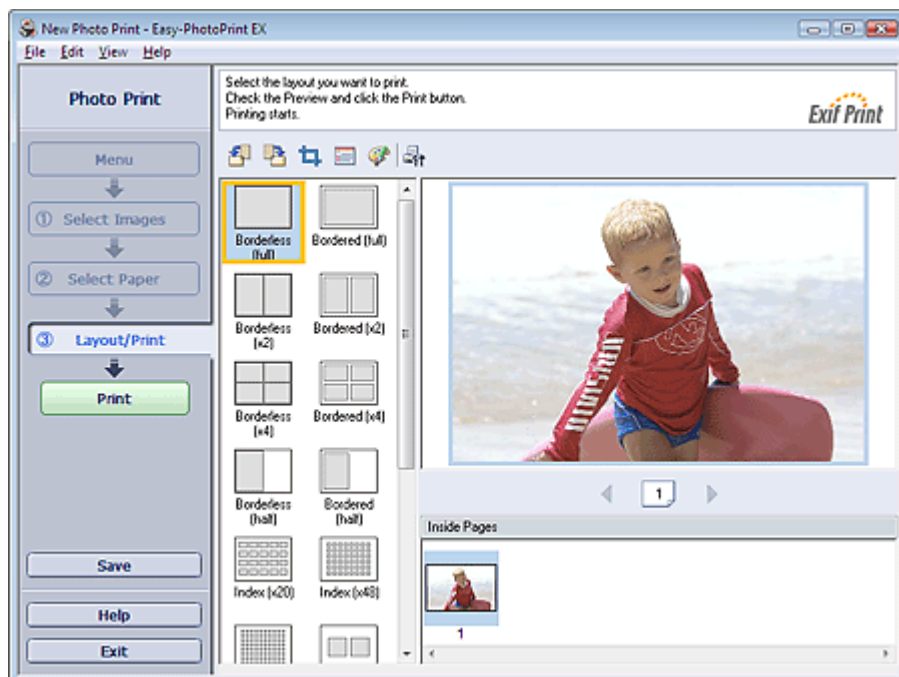 New Photo Print - Easy-PhotoPrint EX
File Edit View Help
Photo Print
Select the layout you want to print.
Check the Preview and click the Print button.
Printing starts.
Exif Print
Menu
① Select Images
② Select Paper
③ Layout/Print
Print
Save
Help
Exit
Borderless
(full)
Bordered (full)
Borderless
(x2)
Bordered (x2)
Borderless
(x4)
Bordered (x4)
Borderless
(half)
Bordered
(half)
Index (x20)
Index (x48)
1
Inside Pages
1